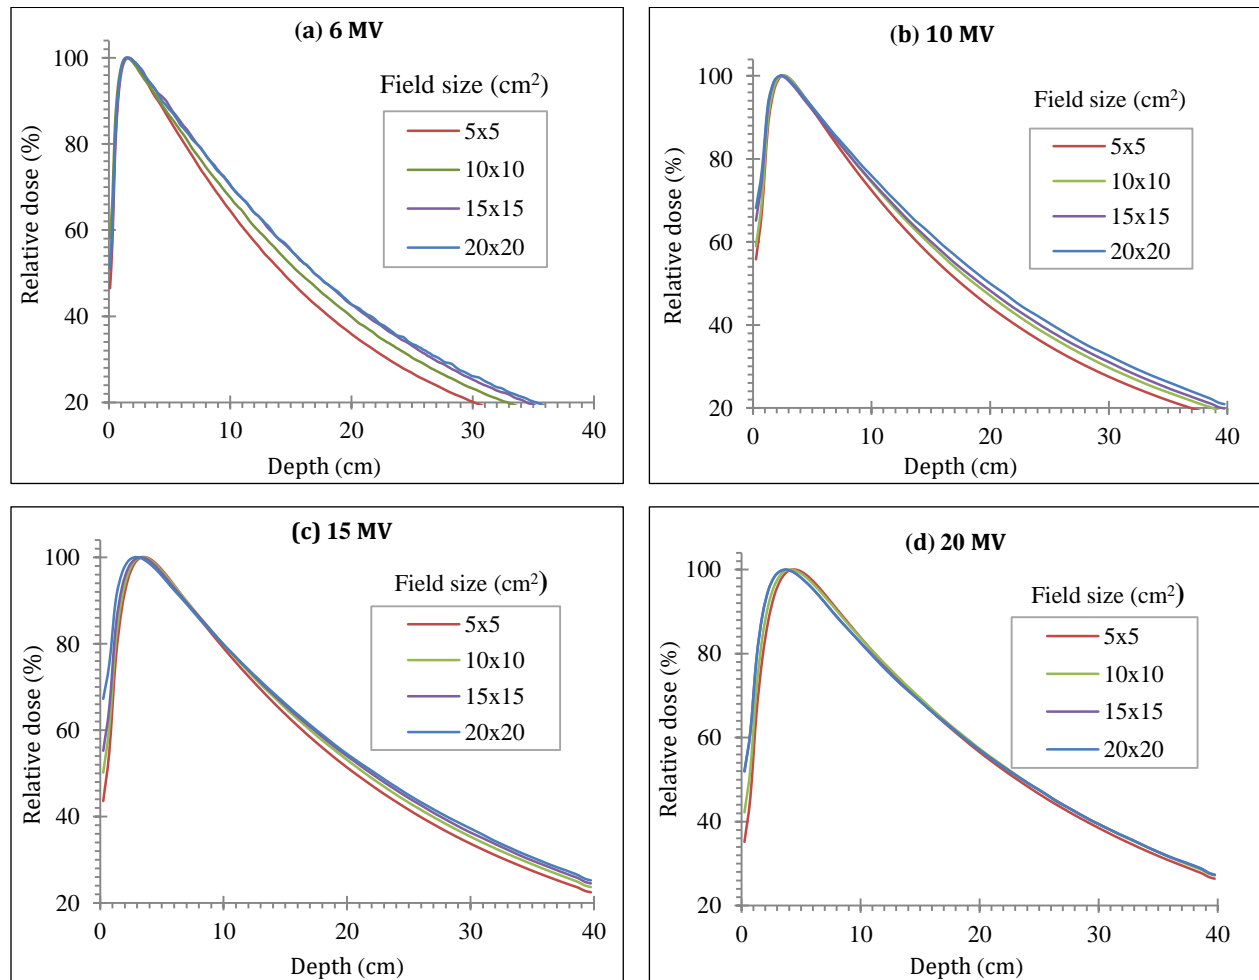 (a) 6 MV
Relative dose (%)
100
80
60
40
20
0 10 20 30 40
Depth (cm)
Field size (cm²)
5x5
10x10
15x15
20x20
(b) 10 MV
Relative dose (%)
100
80
60
40
20
0 10 20 30 40
Depth (cm)
Field size (cm²)
5x5
10x10
15x15
20x20
(c) 15 MV
Relative dose (%)
100
80
60
40
20
0 10 20 30 40
Depth (cm)
Field size (cm²)
5x5
10x10
15x15
20x20
(d) 20 MV
Relative dose (%)
100
80
60
40
20
0 10 20 30 40
Depth (cm)
Field size (cm²)
5x5
10x10
15x15
20x20